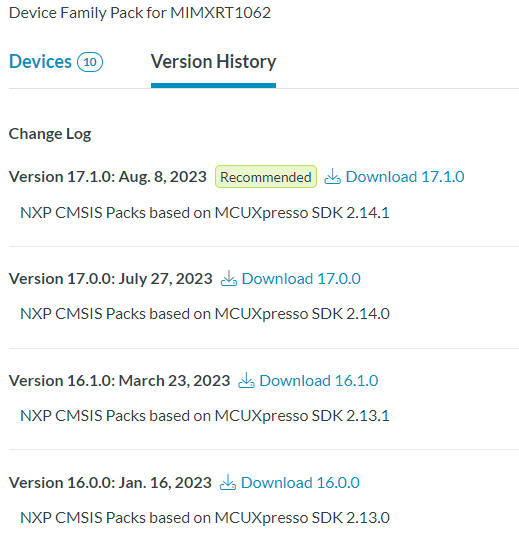 Device Family Pack for MIMXRT1062
Devices 10 Version History
Change Log
Version 17.1.0: Aug. 8, 2023 Recommended Download 17.1.0
NXP CMSIS Packs based on MCUXpresso SDK 2.14.1
Version 17.0.0: July 27, 2023 Download 17.0.0
NXP CMSIS Packs based on MCUXpresso SDK 2.14.0
Version 16.1.0: March 23, 2023 Download 16.1.0
NXP CMSIS Packs based on MCUXpresso SDK 2.13.1
Version 16.0.0: Jan. 16, 2023 Download 16.0.0
NXP CMSIS Packs based on MCUXpresso SDK 2.13.0